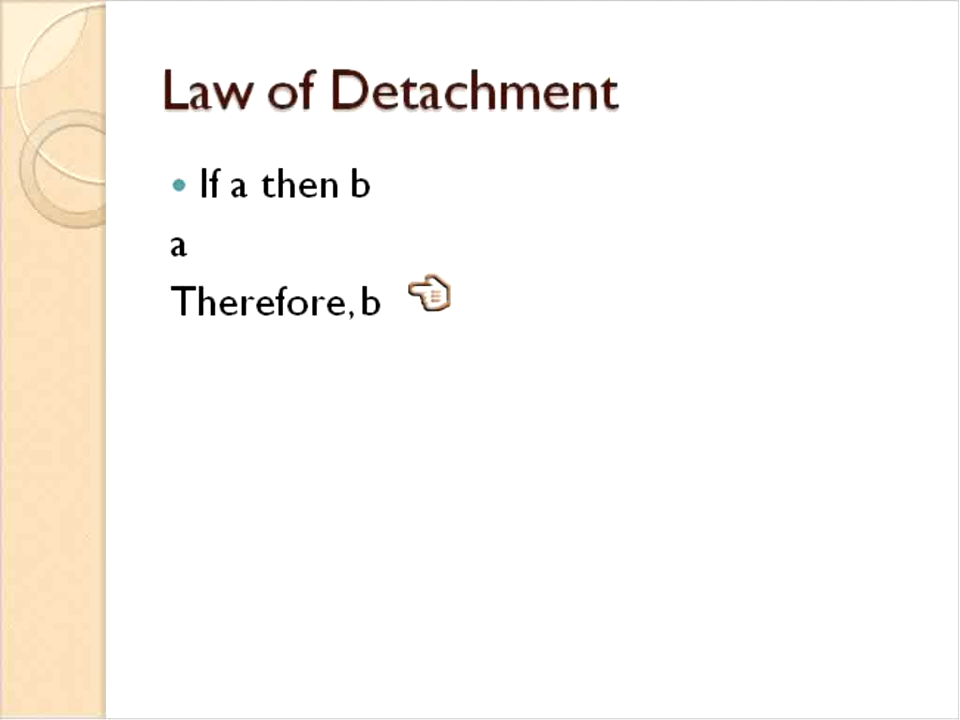 Law of Detachment
• If a then b
a
Therefore, b